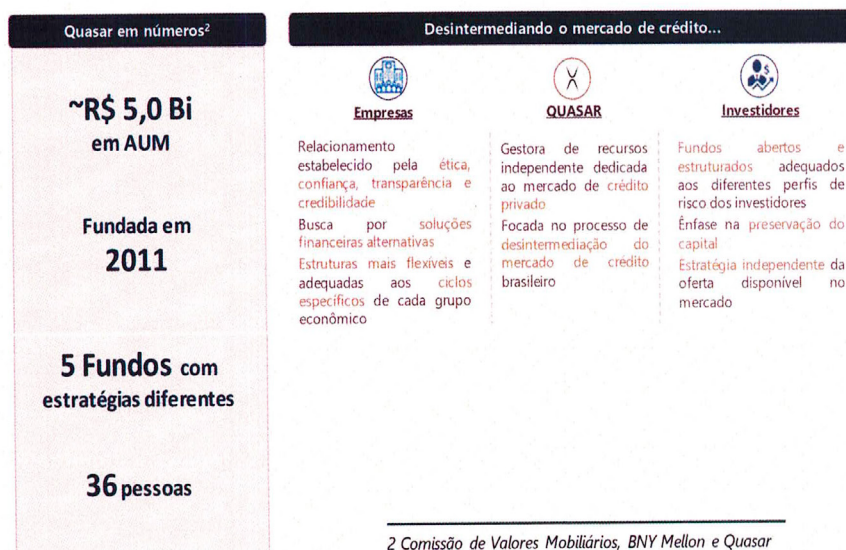 Quasar em números2
~R$ 5,0 Bi
em AUM
Fundada em
2011
5 Fundos com
estratégias diferentes
36 pessoas
Desintermediando o mercado de crédito...
Empresas
Relacionamento
estabelecido pela ética,
confiança, transparência e
credibilidade
Busca por soluções
financeiras alternativas
Estruturas mais flexíveis e
adequadas aos ciclos
específicos de cada grupo
econômico
QUASAR
Gestora de recursos
independente dedicada
ao mercado de crédito
privado
Focada no processo de
desintermediação do
mercado de crédito
brasileiro
Investidores
Fundos abertos e
estruturados adequados
aos diferentes perfis de
risco dos investidores
Ênfase na preservação do
capital
Estratégia independente da
oferta disponível no
mercado
2 Comissão de Valores Mobiliários, BNY Mellon e Quasar